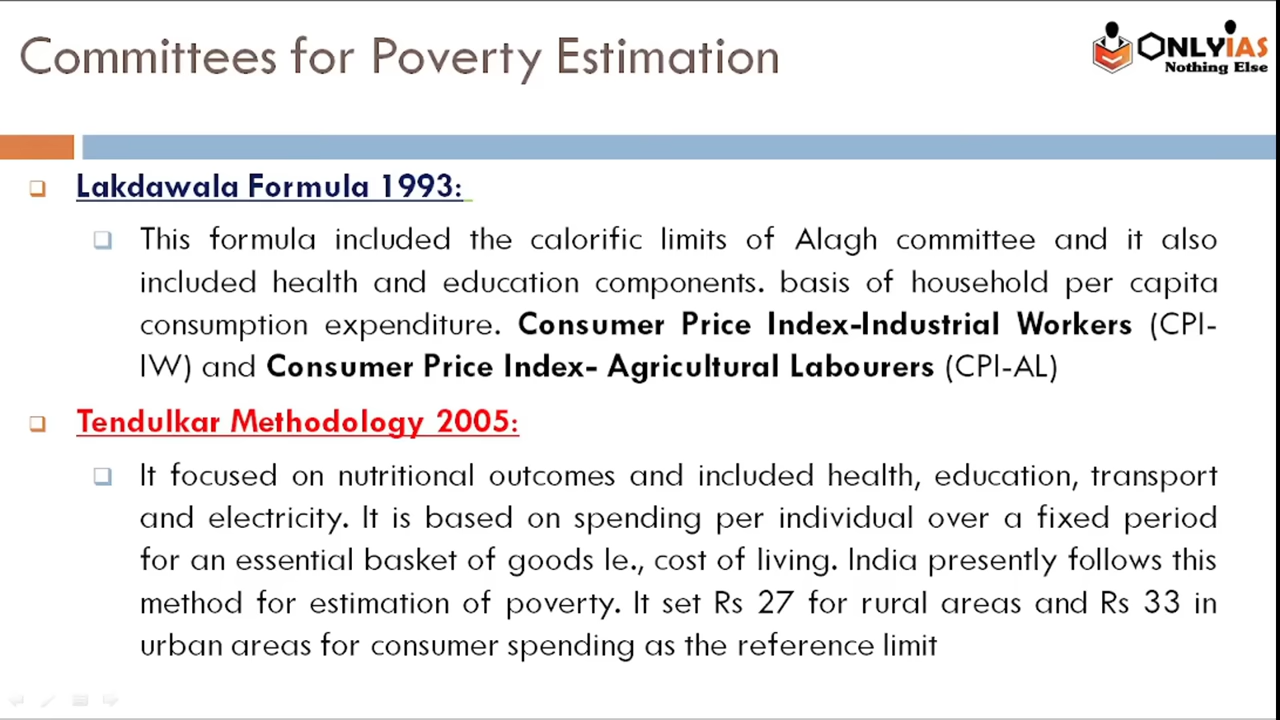 Committees for Poverty Estimation
ONLYIAS
Nothing Else
Lakdawala Formula 1993:
This formula included the calorific limits of Alagh committee and it also
included health and education components. basis of household per capita
consumption expenditure. Consumer Price Index-Industrial Workers (CPI-
IW) and Consumer Price Index- Agricultural Labourers (CPI-AL)
Tendulkar Methodology 2005:
It focused on nutritional outcomes and included health, education, transport
and electricity. It is based on spending per individual over a fixed period
for an essential basket of goods Ie., cost of living. India presently follows this
method for estimation of poverty. It set Rs 27 for rural areas and Rs 33 in
urban areas for consumer spending as the reference limit